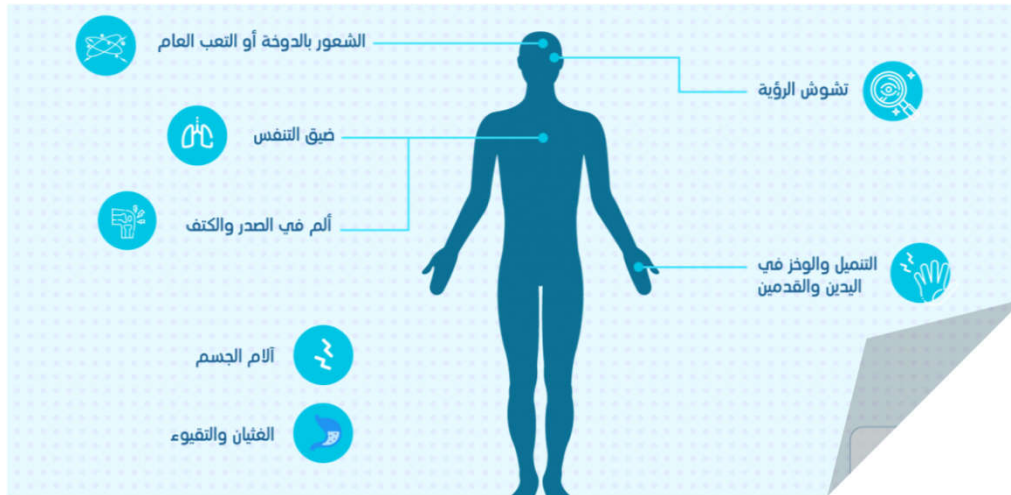 الشعور بالدوخة أو التعب العام
تشوش الرؤية
ضيق التنفس
ألم في الصدر والكتف
التنميل والوخز في
اليدين والقدمين
آلام الجسم
الغثيان والتقيوء